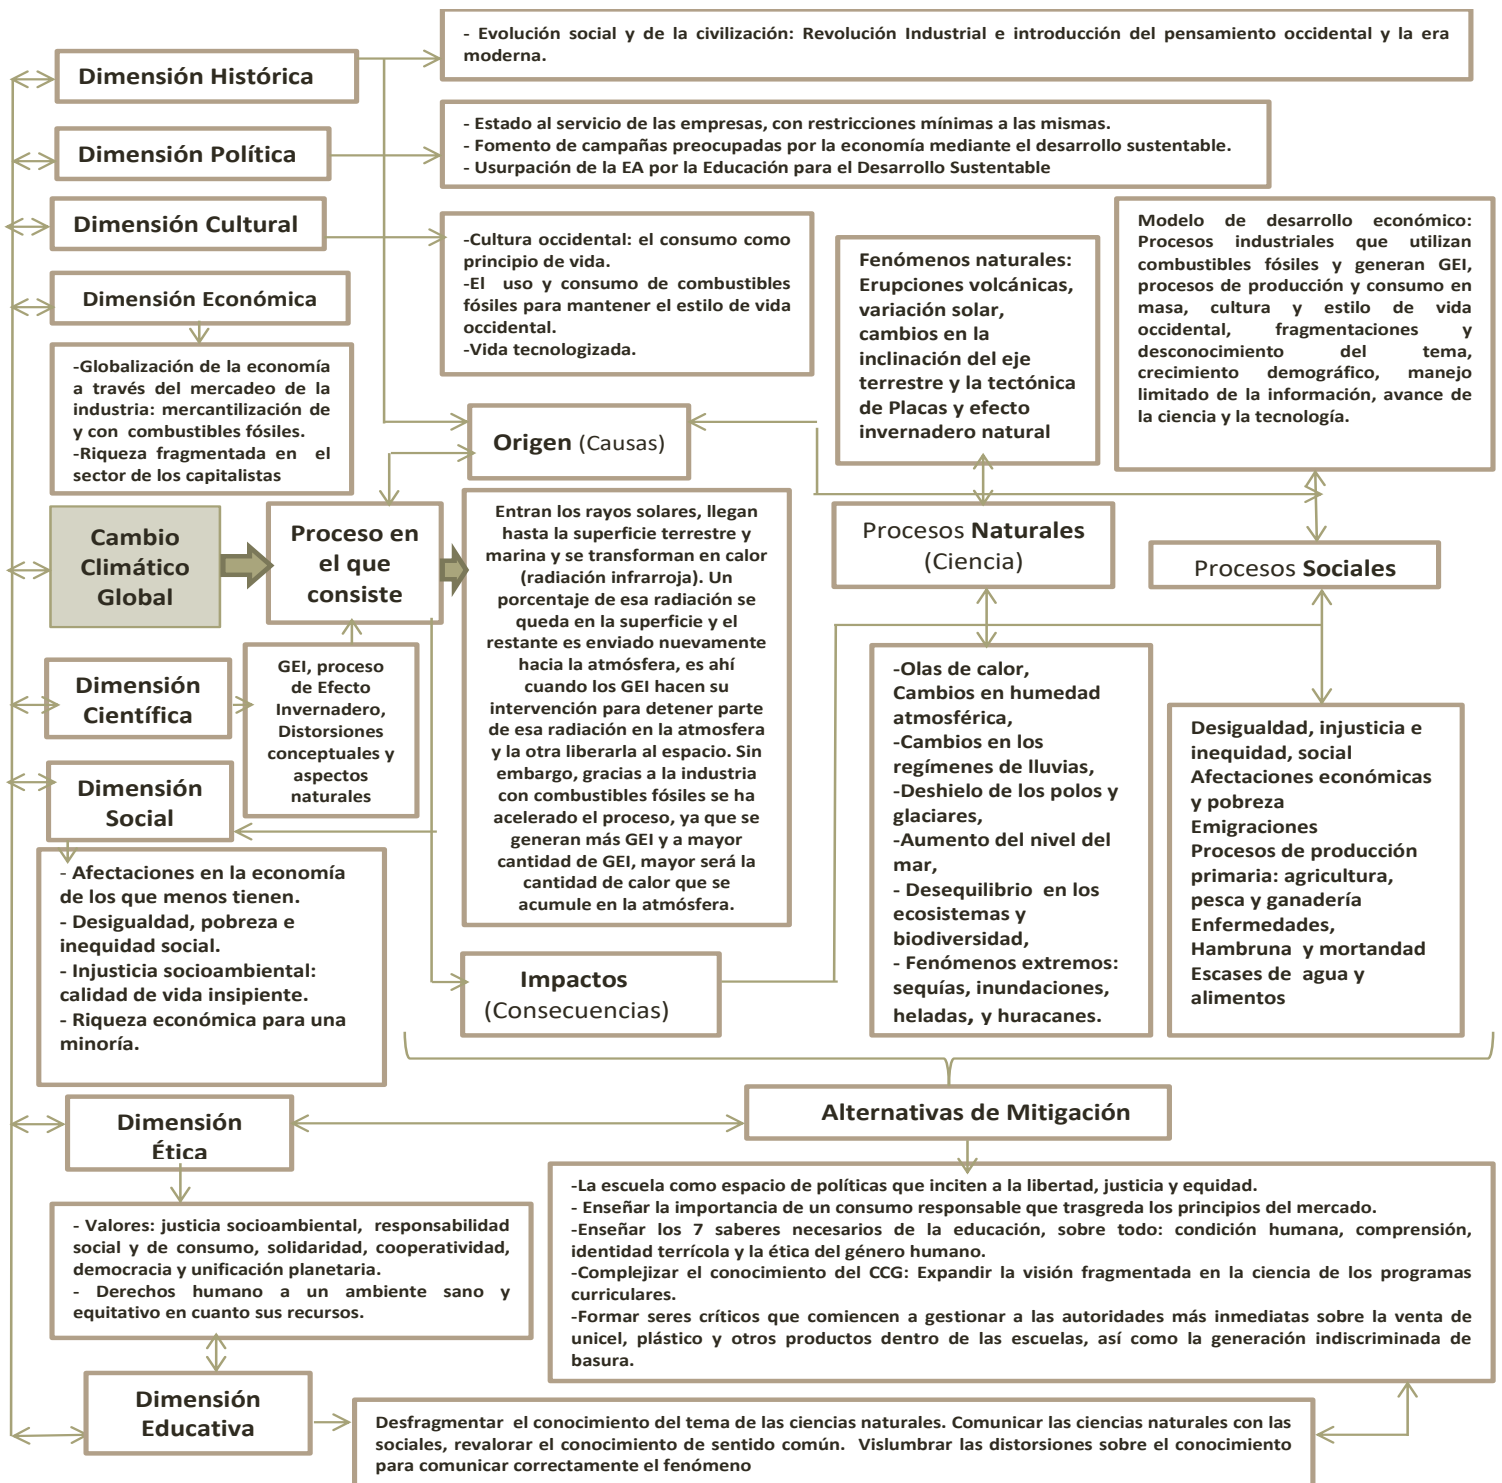 - Evolución social y de la civilización: Revolución Industrial e introducción del pensamiento occidental y la era
moderna.
Dimensión Histórica
- Estado al servicio de las empresas, con restricciones mínimas a las mismas.
- Fomento de campañas preocupadas por la economía mediante el desarrollo sustentable.
- Usurpación de la EA por la Educación para el Desarrollo Sustentable
Dimensión Política
Dimensión Cultural
-Cultura occidental: el consumo como
principio de vida.
-El uso y consumo de combustibles
fósiles para mantener el estilo de vida
occidental.
-Vida tecnologizada.
Fenómenos naturales:
Erupciones volcánicas,
variación solar,
cambios en la
inclinación del eje
terrestre y la tectónica
de Placas y efecto
invernadero natural
Modelo de desarrollo económico:
Procesos industriales que utilizan
combustibles fósiles y generan GEI,
procesos de producción y consumo en
masa, cultura y estilo de vida
occidental, fragmentaciones y
desconocimiento del tema,
crecimiento demográfico, manejo
limitado de la información, avance de
la ciencia y la tecnología.
Dimensión Económica
-Globalización de la economía
a través del mercadeo de la
industria: mercantilización de
y con combustibles fósiles.
-Riqueza fragmentada en el
sector de los capitalistas
Origen (Causas)
Cambio
Climático
Global
Proceso en
el que
consiste
Entran los rayos solares, llegan
hasta la superficie terrestre y
marina y se transforman en calor
(radiación infrarroja). Un
porcentaje de esa radiación se
queda en la superficie y el
restante es enviado nuevamente
hacia la atmósfera, es ahí
cuando los GEI hacen su
intervención para detener parte
de esa radiación en la atmosfera
y la otra liberarla al espacio. Sin
embargo, gracias a la industria
con combustibles fósiles se ha
acelerado el proceso, ya que se
generan más GEI y a mayor
cantidad de GEI, mayor será la
cantidad de calor que se
acumule en la atmósfera.
Procesos Naturales
(Ciencia)
Procesos Sociales
Dimensión
Científica
GEI, proceso
de Efecto
Invernadero,
Distorsiones
conceptuales y
aspectos
naturales
-Olas de calor,
Cambios en humedad
atmosférica,
-Cambios en los
regímenes de lluvias,
-Deshielo de los polos y
glaciares,
-Aumento del nivel del
mar,
- Desequilibrio en los
ecosistemas y
biodiversidad,
- Fenómenos extremos:
sequías, inundaciones,
heladas, y huracanes.
Desigualdad, injusticia e
inequidad, social
Afectaciones económicas
y pobreza
Emigraciones
Procesos de producción
primaria: agricultura,
pesca y ganadería
Enfermedades,
Hambruna y mortandad
Escases de agua y
alimentos
Dimensión
Social
- Afectaciones en la economía
de los que menos tienen.
- Desigualdad, pobreza e
inequidad social.
- Injusticia socioambiental:
calidad de vida insipiente.
- Riqueza económica para una
minoría.
Impactos
(Consecuencias)
Dimensión
Ética
Alternativas de Mitigación
- Valores: justicia socioambiental, responsabilidad
social y de consumo, solidaridad, cooperatividad,
democracia y unificación planetaria.
- Derechos humano a un ambiente sano y
equitativo en cuanto sus recursos.
-La escuela como espacio de políticas que inciten a la libertad, justicia y equidad.
- Enseñar la importancia de un consumo responsable que trasgreda los principios del mercado.
-Enseñar los 7 saberes necesarios de la educación, sobre todo: condición humana, comprensión,
identidad terrícola y la ética del género humano.
-Complejizar el conocimiento del CCG: Expandir la visión fragmentada en la ciencia de los programas
curriculares.
-Formar seres críticos que comiencen a gestionar a las autoridades más inmediatas sobre la venta de
unicel, plástico y otros productos dentro de las escuelas, así como la generación indiscriminada de
basura.
Dimensión
Educativa
Desfragmentar el conocimiento del tema de las ciencias naturales. Comunicar las ciencias naturales con las
sociales, revalorar el conocimiento de sentido común. Vislumbrar las distorsiones sobre el conocimiento
para comunicar correctamente el fenómeno